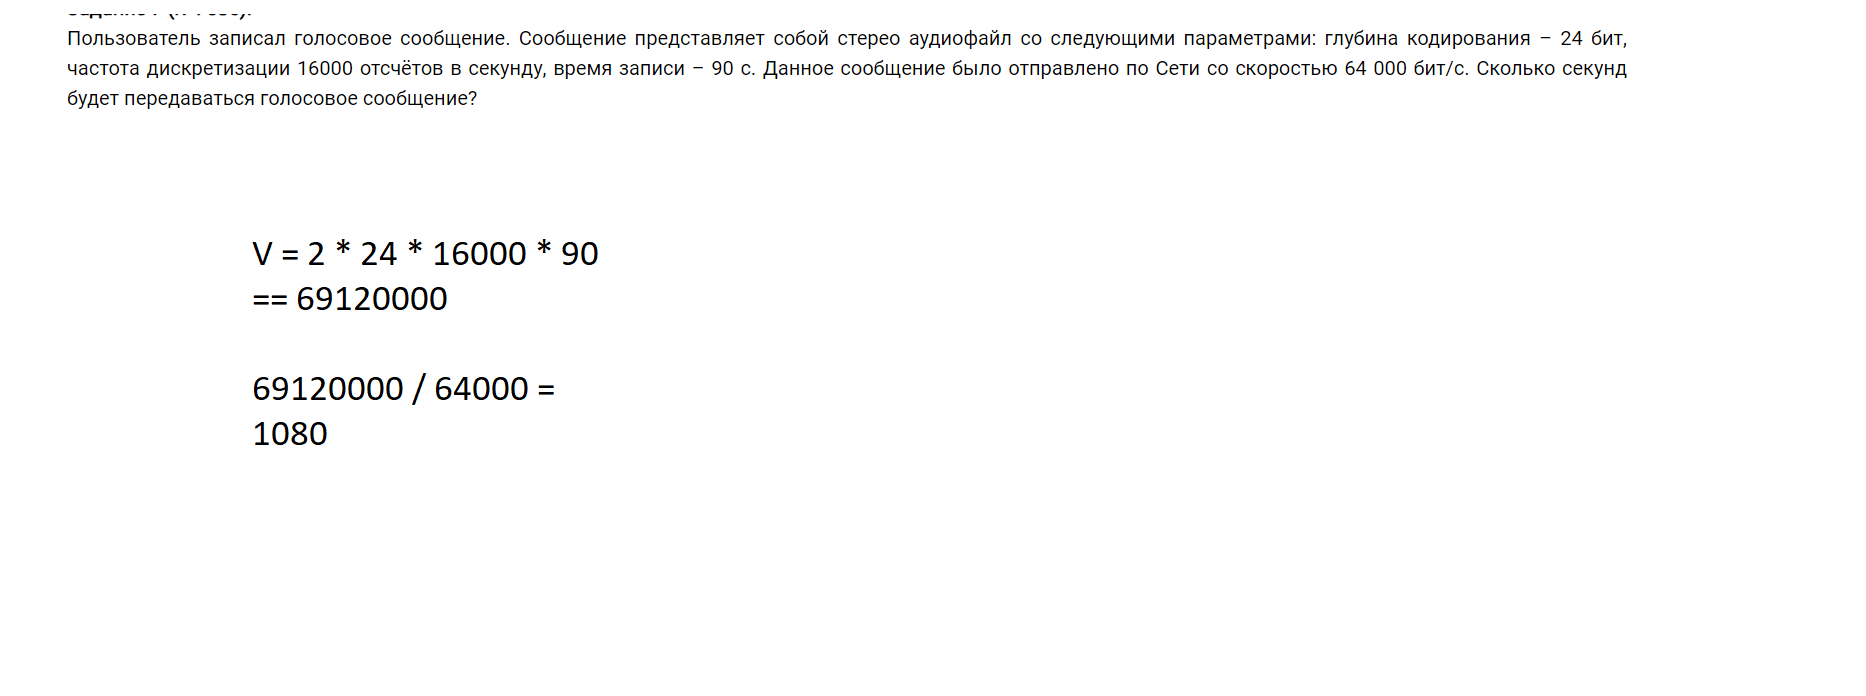 Пользователь записал голосовое сообщение. Сообщение представляет собой стерео аудиофайл со следующими параметрами: глубина кодирования – 24 бит,
частота дискретизации 16000 отсчётов в секунду, время записи – 90 с. Данное сообщение было отправлено по Сети со скоростью 64 000 бит/с. Сколько секунд
будет передаваться голосовое сообщение?
V = 2 * 24 * 16000 * 90
== 69120000
69120000 / 64000 =
1080